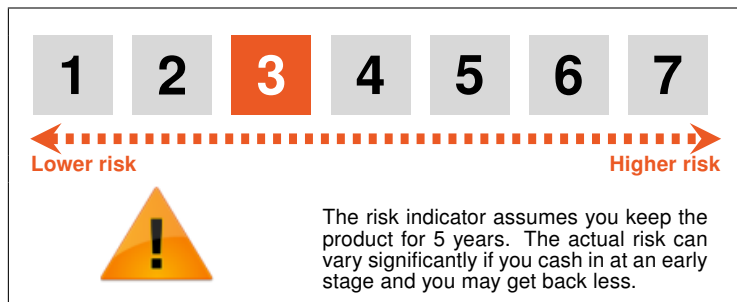 1 2 3 4 5 6 7
Lower risk Higher risk
!
The risk indicator assumes you keep the
product for 5 years. The actual risk can
vary significantly if you cash in at an early
stage and you may get back less.